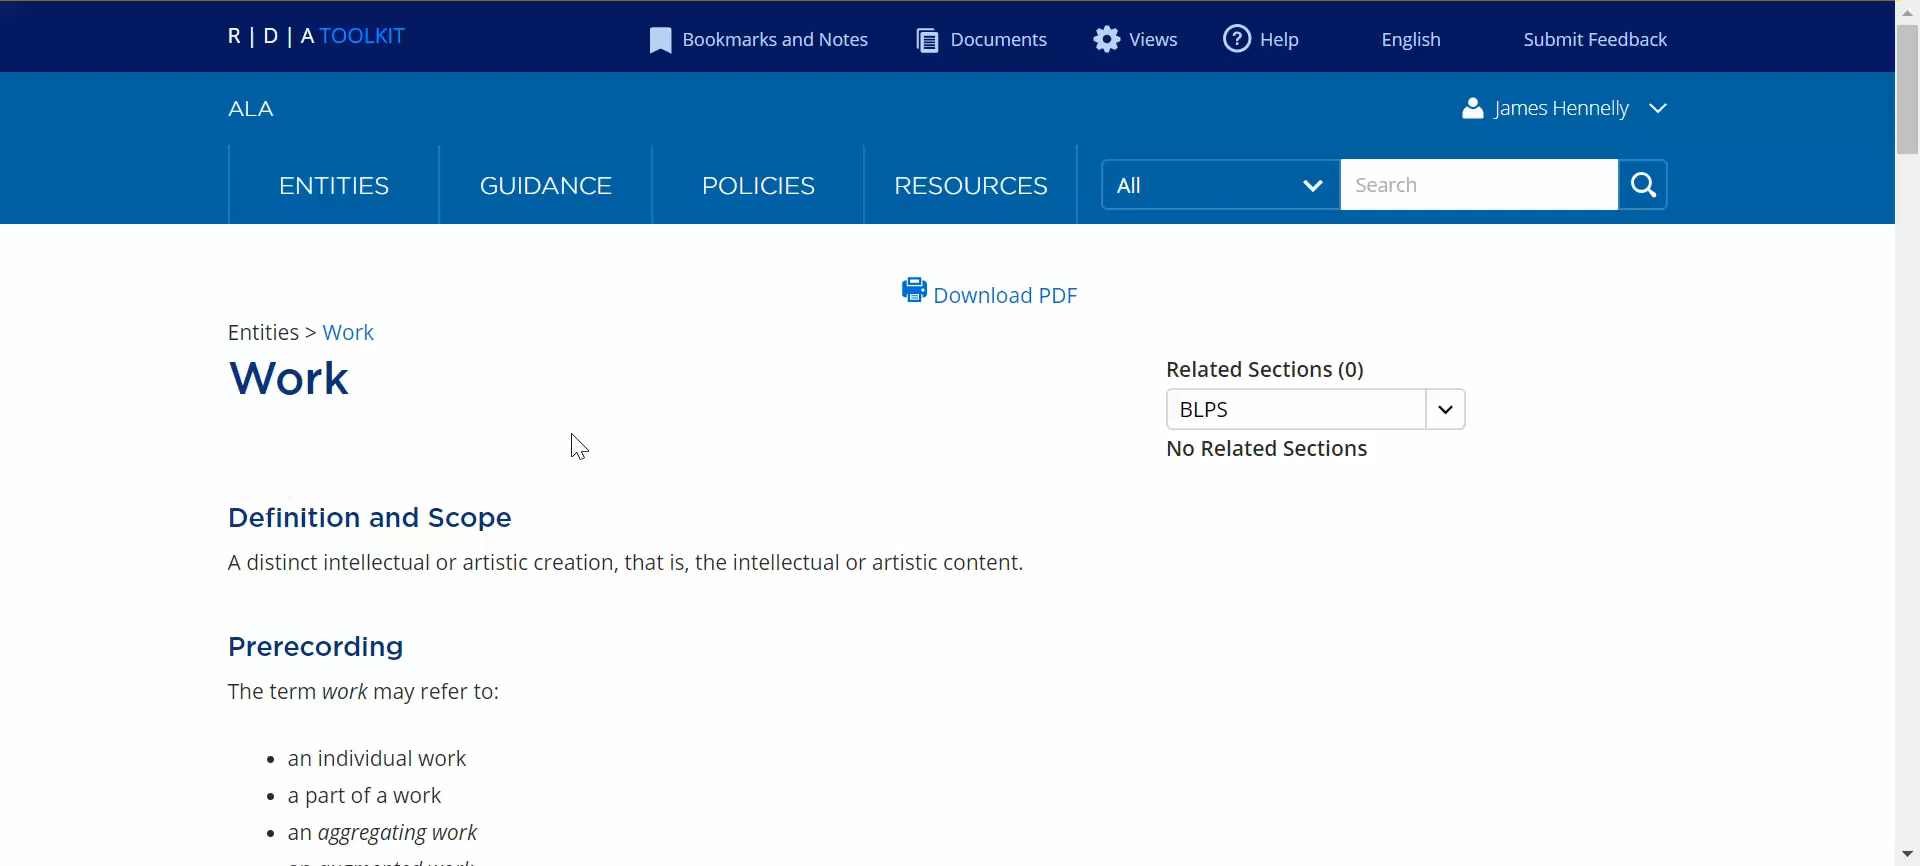 R | D | A TOOLKIT
Bookmarks and Notes
Documents
Views
Help
English
Submit Feedback
ALA
James Hennelly
ENTITIES
GUIDANCE
POLICIES
RESOURCES
All
Search
Download PDF
Entities > Work
Work
Related Sections (0)
BLPS
No Related Sections
Definition and Scope
A distinct intellectual or artistic creation, that is, the intellectual or artistic content.
Prerecording
The term work may refer to:
• an individual work
• a part of a work
• an aggregating work
an augmented work